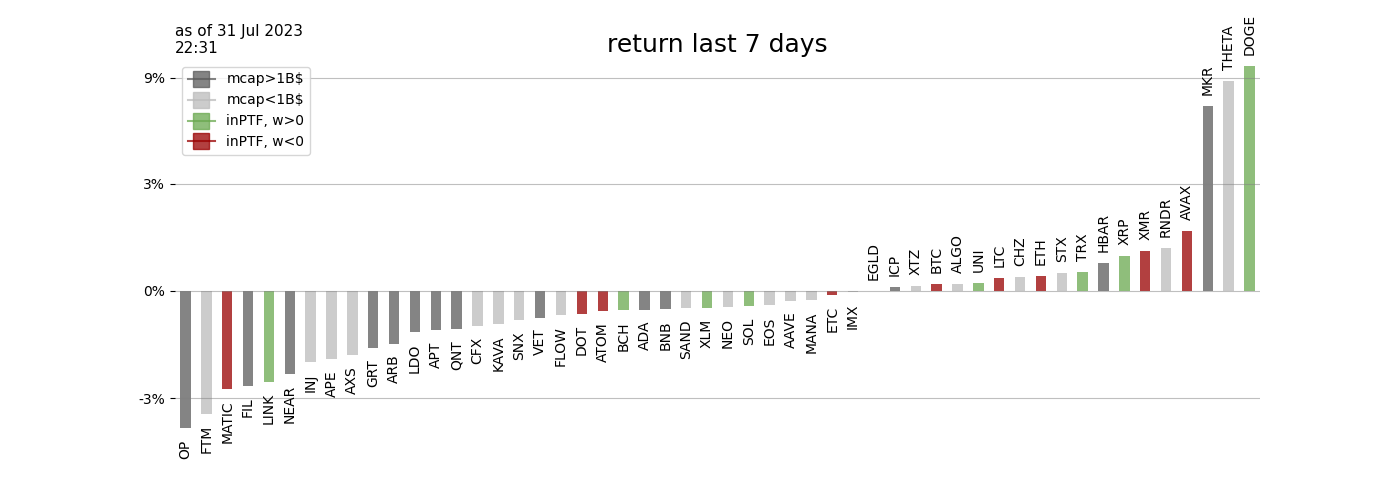 as of 31 Jul 2023
22:31
return last 7 days
mcap>1B$
mcap<1B$
inPTF, w>0
inPTF, w<0
9%
3%
0%
-3%
OP
FTM
MATIC
FIL
LINK
NEAR
INJ
APE
AXS
GRT
ARB
LDO
APT
QNT
CFX
KAVA
SNX
VET
FLOW
DOT
ATOM
BCH
ADA
BNB
SAND
XLM
NEO
SOL
EOS
AAVE
MANA
ETC
IMX
EGLD
ICP
XTZ
BTC
ALGO
UNI
LTC
CHZ
ETH
STX
TRX
HBAR
XRP
XMR
RNDR
AVAX
MKR
THETA
DOGE